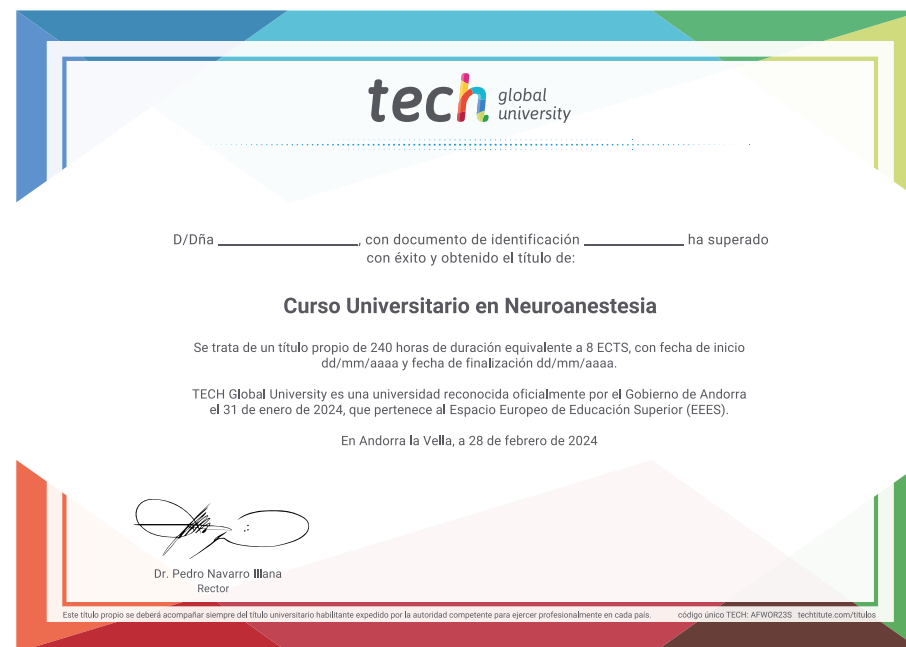 tech global university
D/Dña ____________________, con documento de identificación ______________ ha superado
con éxito y obtenido el título de:
Curso Universitario en Neuroanestesia
Se trata de un título propio de 240 horas de duración equivalente a 8 ECTS, con fecha de inicio
dd/mm/aaaa y fecha de finalización dd/mm/aaaa.
TECH Global University es una universidad reconocida oficialmente por el Gobierno de Andorra
el 31 de enero de 2024, que pertenece al Espacio Europeo de Educación Superior (EEES).
En Andorra la Vella, a 28 de febrero de 2024
Dr. Pedro Navarro Illana
Rector
Este título propio se deberá acompañar siempre del título universitario habilitante expedido por la autoridad competente para ejercer profesionalmente en cada país. código único TECH: AFWOR23S techtitute.com/titulos